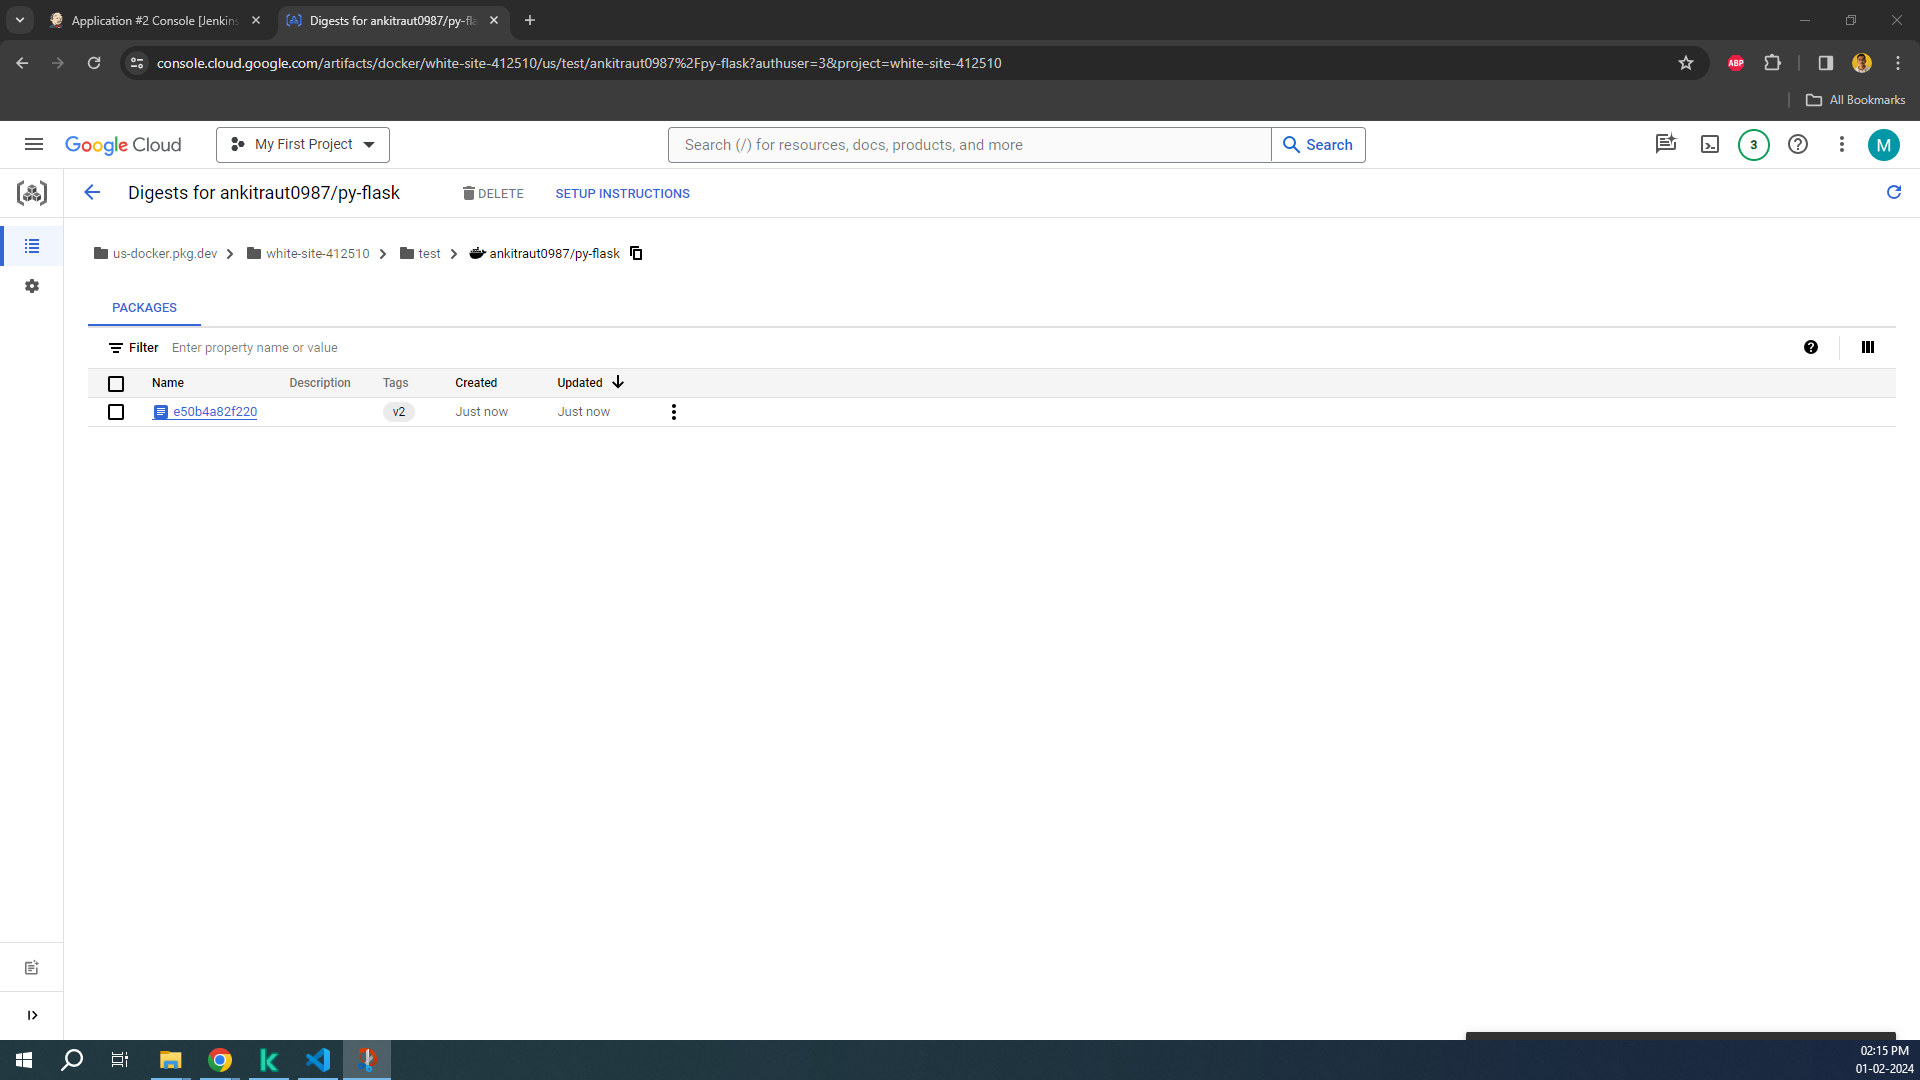 Application #2 Console [Jenkins
Digests for ankitraut0987/py-fla
console.cloud.google.com/artifacts/docker/white-site-412510/us/test/ankitraut0987%2Fpy-flask?authuser=3&project=white-site-412510
ABP
All Bookmarks
Google Cloud
My First Project
Search (/) for resources, docs, products, and more
Search
3
M
Digests for ankitraut0987/py-flask
DELETE
SETUP INSTRUCTIONS
us-docker.pkg.dev
white-site-412510
test
ankitraut0987/py-flask
PACKAGES
Filter Enter property name or value
Name Description Tags Created Updated
e50b4a82f220 v2 Just now Just now
02:15 PM
01-02-2024